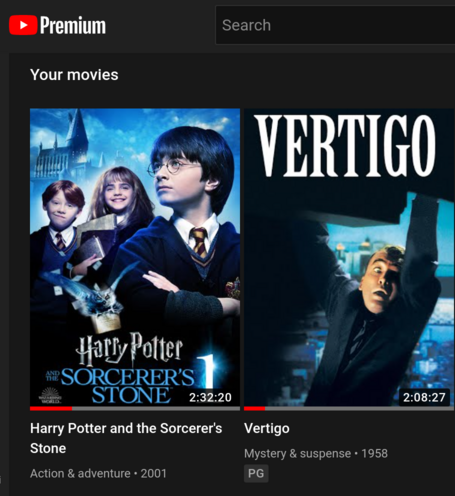 Premium
Search
Your movies
VERTIGO
Harry Potter
AND THE SORCERER'S
STONE
1
2:32:20
2:08:27
Harry Potter and the Sorcerer's
Stone
Action & adventure • 2001
Vertigo
Mystery & suspense • 1958
PG